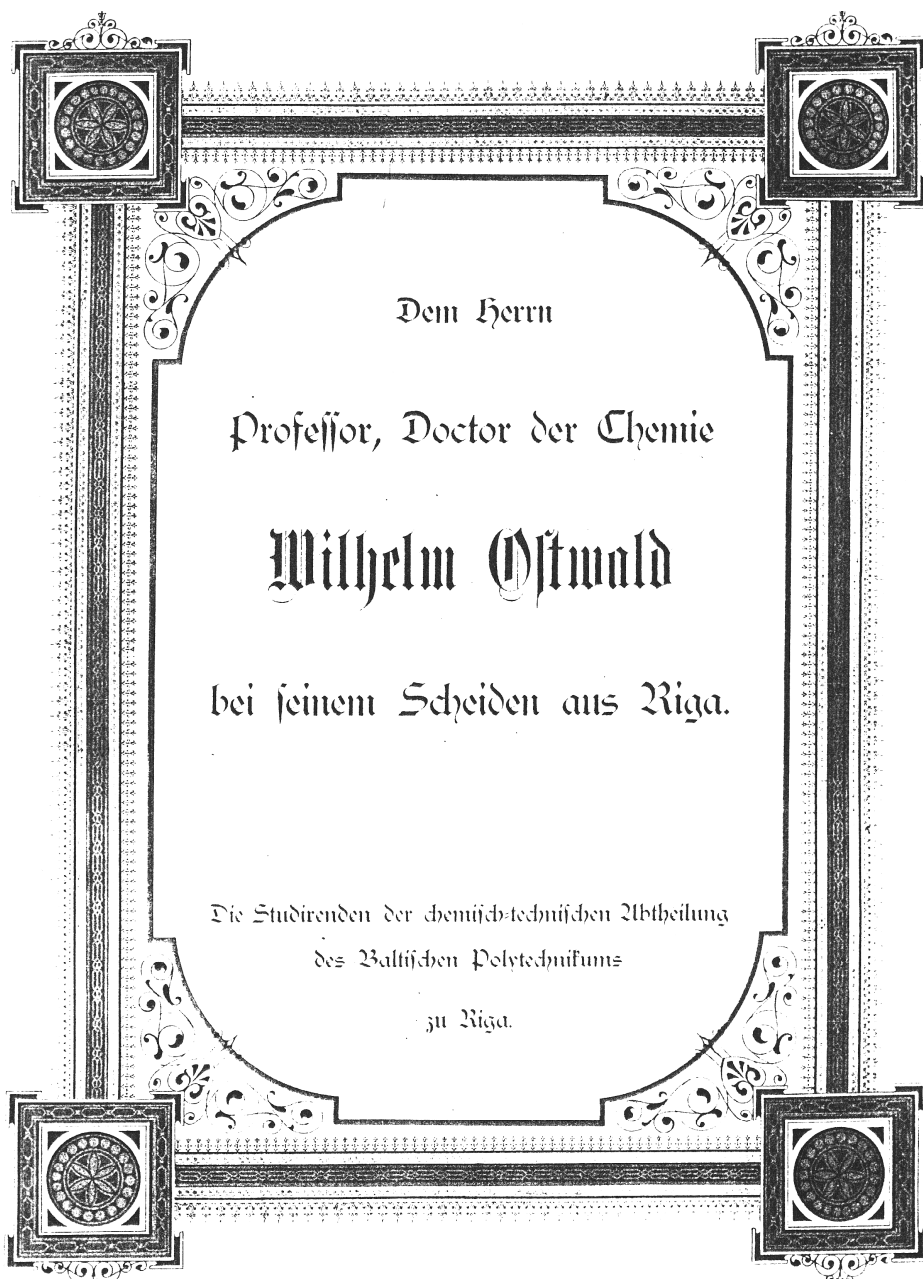 Dem Herrn
Professor, Doctor der Chemie
Wilhelm Ostwald
bei seinem Scheiden aus Riga.
Die Studirenden der chemisch-technischen Abtheilung
des Baltischen Polytechnikums
zu Riga.